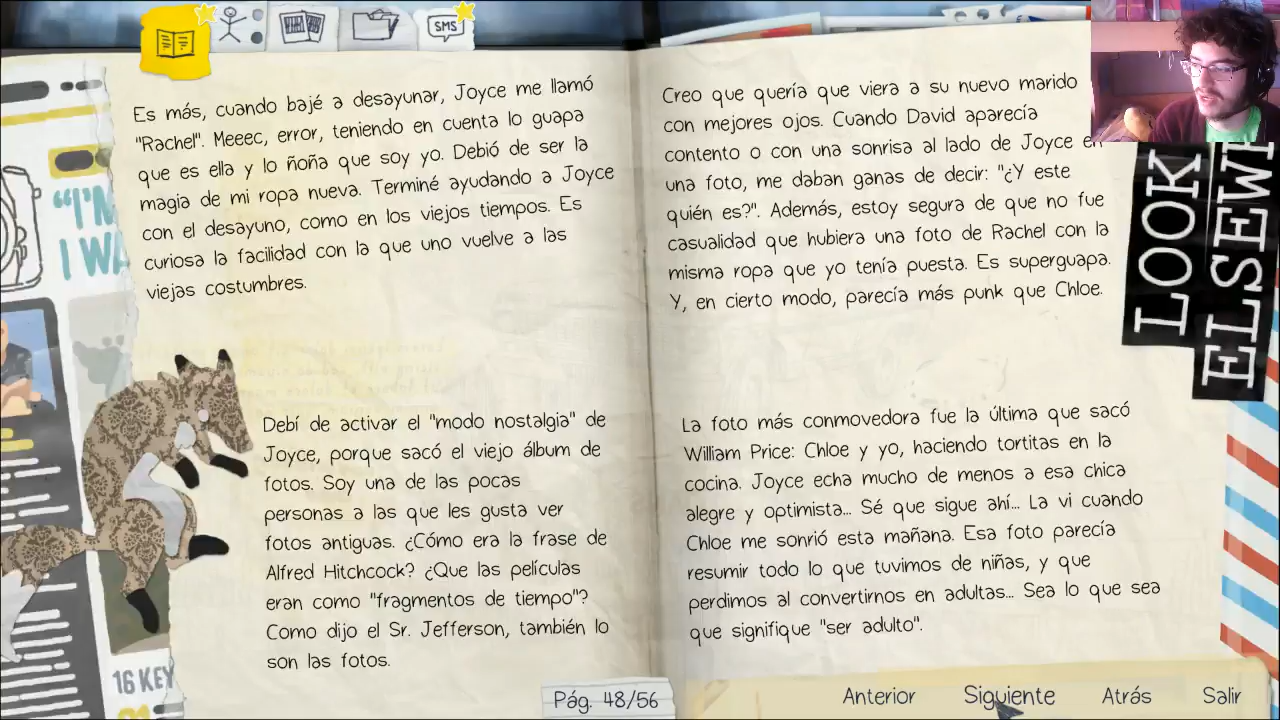 SMS
Es más, cuando bajé a desayunar, Joyce me llamó
"Rachel". Meeec, error, teniendo en cuenta lo guapa
que es ella y lo ñoña que soy yo. Debió de ser la
magia de mi ropa nueva. Terminé ayudando a Joyce
con el desayuno, como en los viejos tiempos. Es
curiosa la facilidad con la que uno vuelve a las
viejas costumbres.
Debí de activar el "modo nostalgia" de
Joyce, porque sacó el viejo álbum de
fotos. Soy una de las pocas
personas a las que les gusta ver
fotos antiguas. ¿Cómo era la frase de
Alfred Hitchcock? ¿Que las películas
eran como "fragmentos de tiempo"?
Como dijo el Sr. Jefferson, también lo
son las fotos.
Creo que quería que viera a su nuevo marido
con mejores ojos. Cuando David aparecía
contento o con una sonrisa al lado de Joyce en
una foto, me daban ganas de decir: "¿Y este
quién es?". Además, estoy segura de que no fue
casualidad que hubiera una foto de Rachel con la
misma ropa que yo tenía puesta. Es superguapa.
Y, en cierto modo, parecía más punk que Chloe.
La foto más conmovedora fue la última que sacó
William Price: Chloe y yo, haciendo tortitas en la
cocina. Joyce echa mucho de menos a esa chica
alegre y optimista... Sé que sigue ahí... La vi cuando
Chloe me sonrió esta mañana. Esa foto parecía
resumir todo lo que tuvimos de niñas, y que
perdimos al convertirnos en adultas... Sea lo que sea
que signifique "ser adulto".
"I'M
I WA
16 KEY
LOOK
ELSEW
Pág. 48/56
Anterior Siguiente Atrás Salir